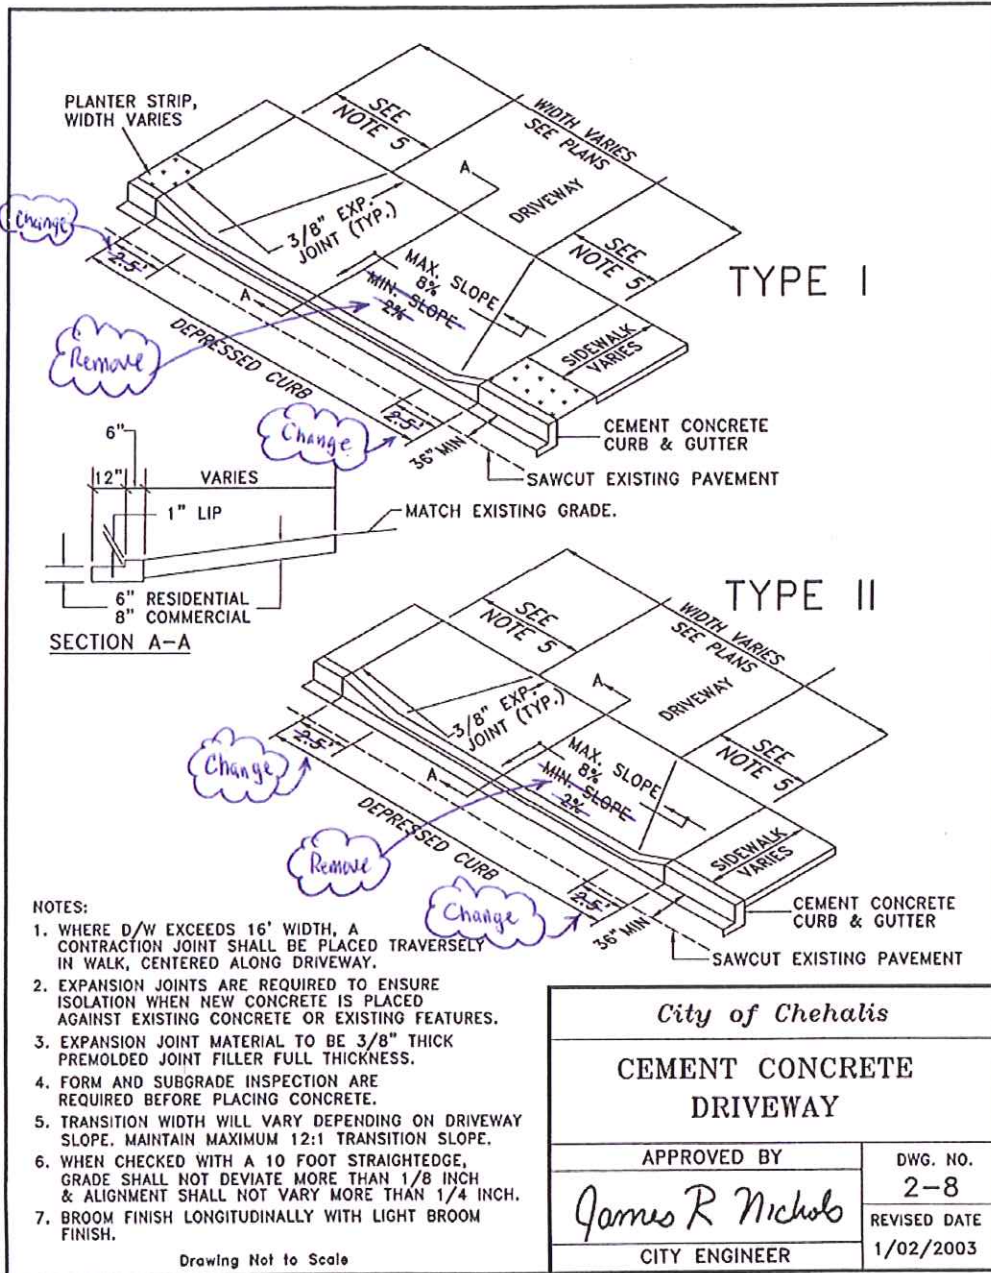 PLANTER STRIP,
WIDTH VARIES
SEE
NOTE 5
WIDTH VARIES
SEE PLANS
A
DRIVEWAY
3/8" EXP.
JOINT (TYP.)
SEE
NOTE 5
TYPE I
Change
2.5'
A
MAX. SLOPE
8%
MIN. SLOPE
2%
Remove
DEPRESSED CURB
SIDEWALK
VARIES
Change
2.5'
36" MIN
CEMENT CONCRETE
CURB & GUTTER
SAWCUT EXISTING PAVEMENT
6"
12"
VARIES
1" LIP
MATCH EXISTING GRADE.
6" RESIDENTIAL
8" COMMERCIAL
SECTION A-A
TYPE II
SEE
NOTE 5
WIDTH VARIES
SEE PLANS
A
DRIVEWAY
3/8" EXP.
JOINT (TYP.)
SEE
NOTE 5
2.5'
Change
A
MAX. SLOPE
8%
MIN. SLOPE
2%
DEPRESSED CURB
Remove
SIDEWALK
VARIES
Change
2.5'
36" MIN
CEMENT CONCRETE
CURB & GUTTER
SAWCUT EXISTING PAVEMENT
NOTES:
1. WHERE D/W EXCEEDS 16' WIDTH, A
CONTRACTION JOINT SHALL BE PLACED TRAVERSELY
IN WALK, CENTERED ALONG DRIVEWAY.
2. EXPANSION JOINTS ARE REQUIRED TO ENSURE
ISOLATION WHEN NEW CONCRETE IS PLACED
AGAINST EXISTING CONCRETE OR EXISTING FEATURES.
3. EXPANSION JOINT MATERIAL TO BE 3/8" THICK
PREMOLDED JOINT FILLER FULL THICKNESS.
4. FORM AND SUBGRADE INSPECTION ARE
REQUIRED BEFORE PLACING CONCRETE.
5. TRANSITION WIDTH WILL VARY DEPENDING ON DRIVEWAY
SLOPE. MAINTAIN MAXIMUM 12:1 TRANSITION SLOPE.
6. WHEN CHECKED WITH A 10 FOOT STRAIGHTEDGE,
GRADE SHALL NOT DEVIATE MORE THAN 1/8 INCH
& ALIGNMENT SHALL NOT VARY MORE THAN 1/4 INCH.
7. BROOM FINISH LONGITUDINALLY WITH LIGHT BROOM
FINISH.
Drawing Not to Scale
City of Chehalis
CEMENT CONCRETE
DRIVEWAY
APPROVED BY
James R Nichols
CITY ENGINEER
DWG. NO.
2-8
REVISED DATE
1/02/2003